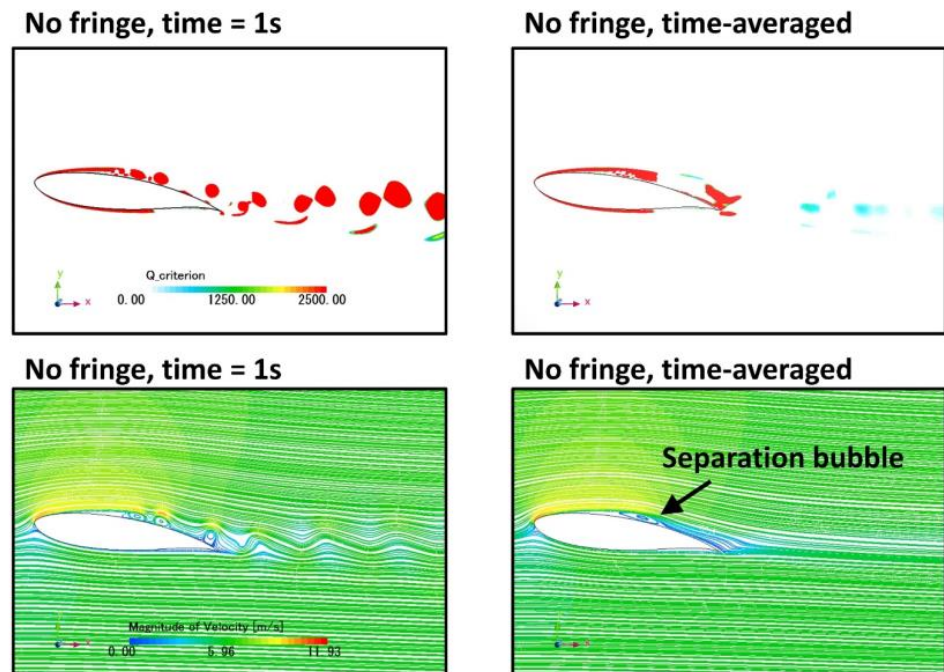 No fringe, time = 1s
No fringe, time-averaged
y
x
Q_criterion
0.00 1250.00 2500.00
y
x
No fringe, time = 1s
No fringe, time-averaged
Separation bubble
x
Magnitude of Velocity [m/s]
0.00 5.96 11.93
x